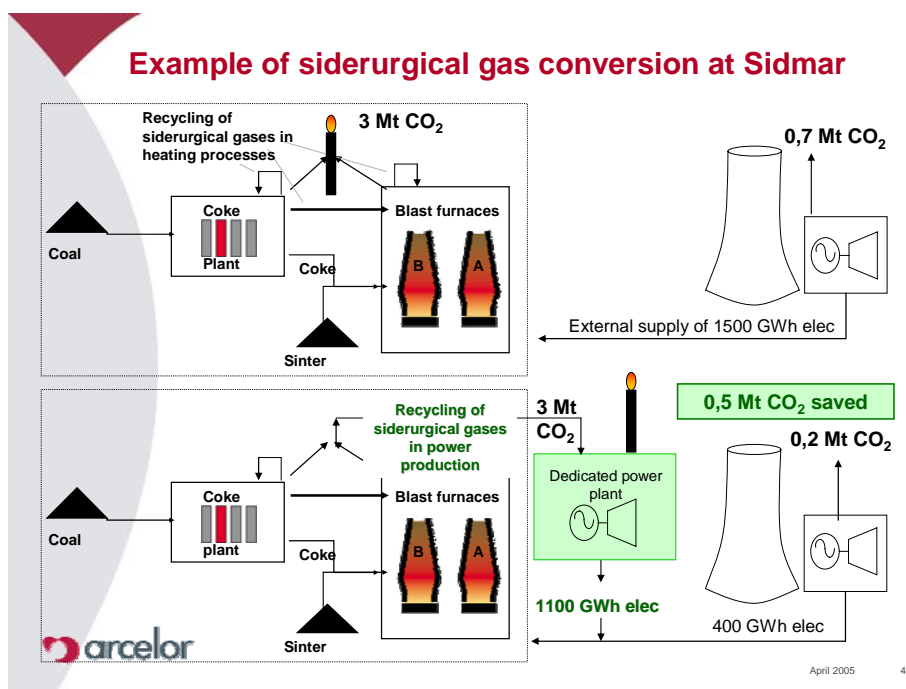 Example of siderurgical gas conversion at Sidmar
Recycling of
siderurgical gases in
heating processes
3 Mt CO₂
Coal
Coke
Plant
Coke
Sinter
Blast furnaces
B
A
0,7 Mt CO₂
External supply of 1500 GWh elec
Recycling of
siderurgical gases
in power
production
3 Mt
CO₂
0,5 Mt CO₂ saved
0,2 Mt CO₂
Coal
Coke
plant
Coke
Sinter
Blast furnaces
B
A
Dedicated power
plant
1100 GWh elec
400 GWh elec
arcelor
April 2005
4